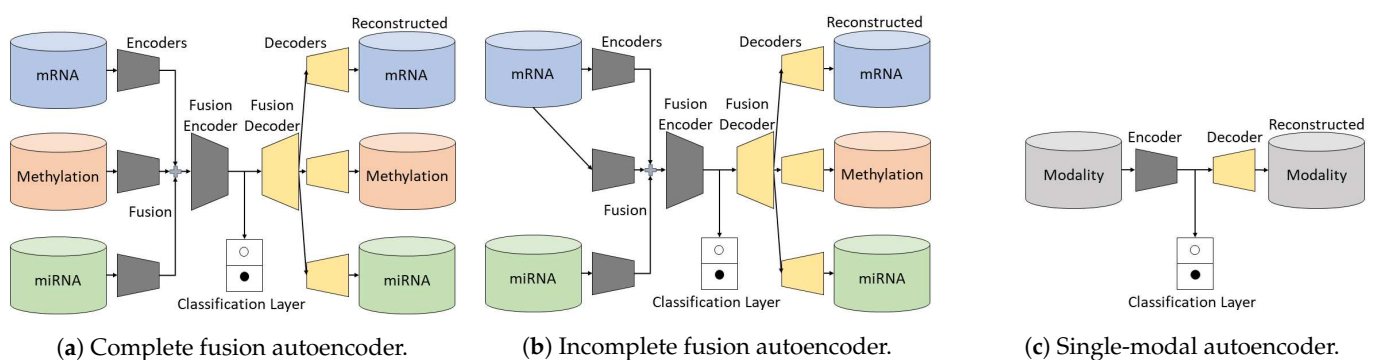 Reconstructed
Encoders
Decoders
mRNA
mRNA
Fusion
Encoder
Fusion
Decoder
Methylation
Methylation
Fusion
miRNA
miRNA
Classification Layer
(a) Complete fusion autoencoder.
Reconstructed
Encoders
Decoders
mRNA
mRNA
Fusion
Encoder
Fusion
Decoder
Methylation
Fusion
miRNA
miRNA
Classification Layer
(b) Incomplete fusion autoencoder.
Encoder
Decoder
Reconstructed
Modality
Modality
Classification Layer
(c) Single-modal autoencoder.